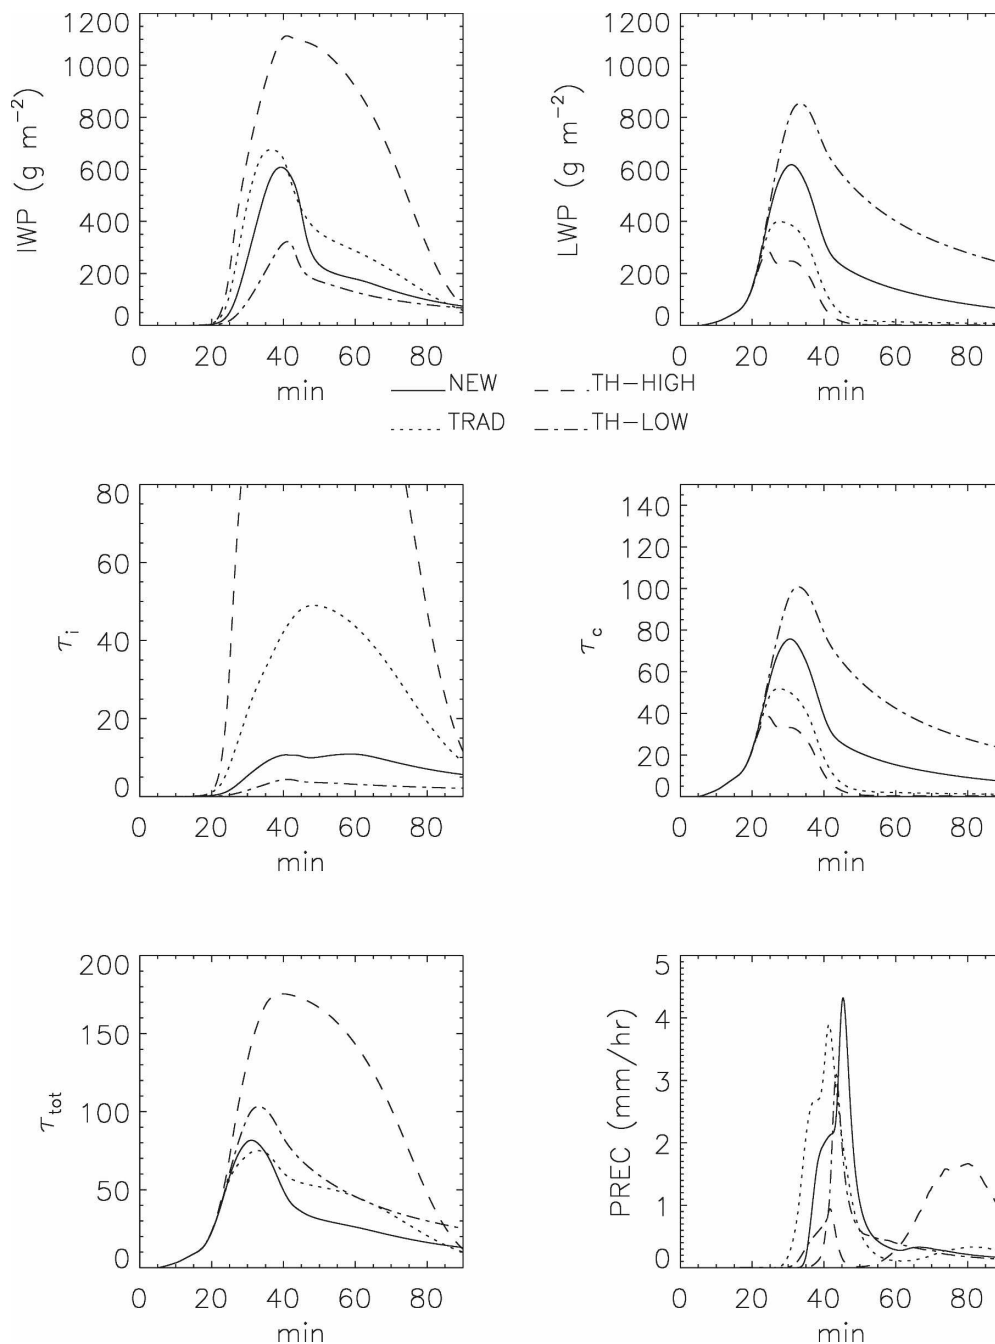 1200
1000
800
600
400
200
0
IWP (g m⁻²)
0 20 40 60 80
min
1200
1000
800
600
400
200
0
LWP (g m⁻²)
0 20 40 60 80
min
NEW TH-HIGH
TRAD TH-LOW
80
60
40
20
0
τi
0 20 40 60 80
min
140
120
100
80
60
40
20
0
τc
0 20 40 60 80
min
200
150
100
50
0
τtot
0 20 40 60 80
min
5
4
3
2
1
0
PREC (mm/hr)
0 20 40 60 80
min